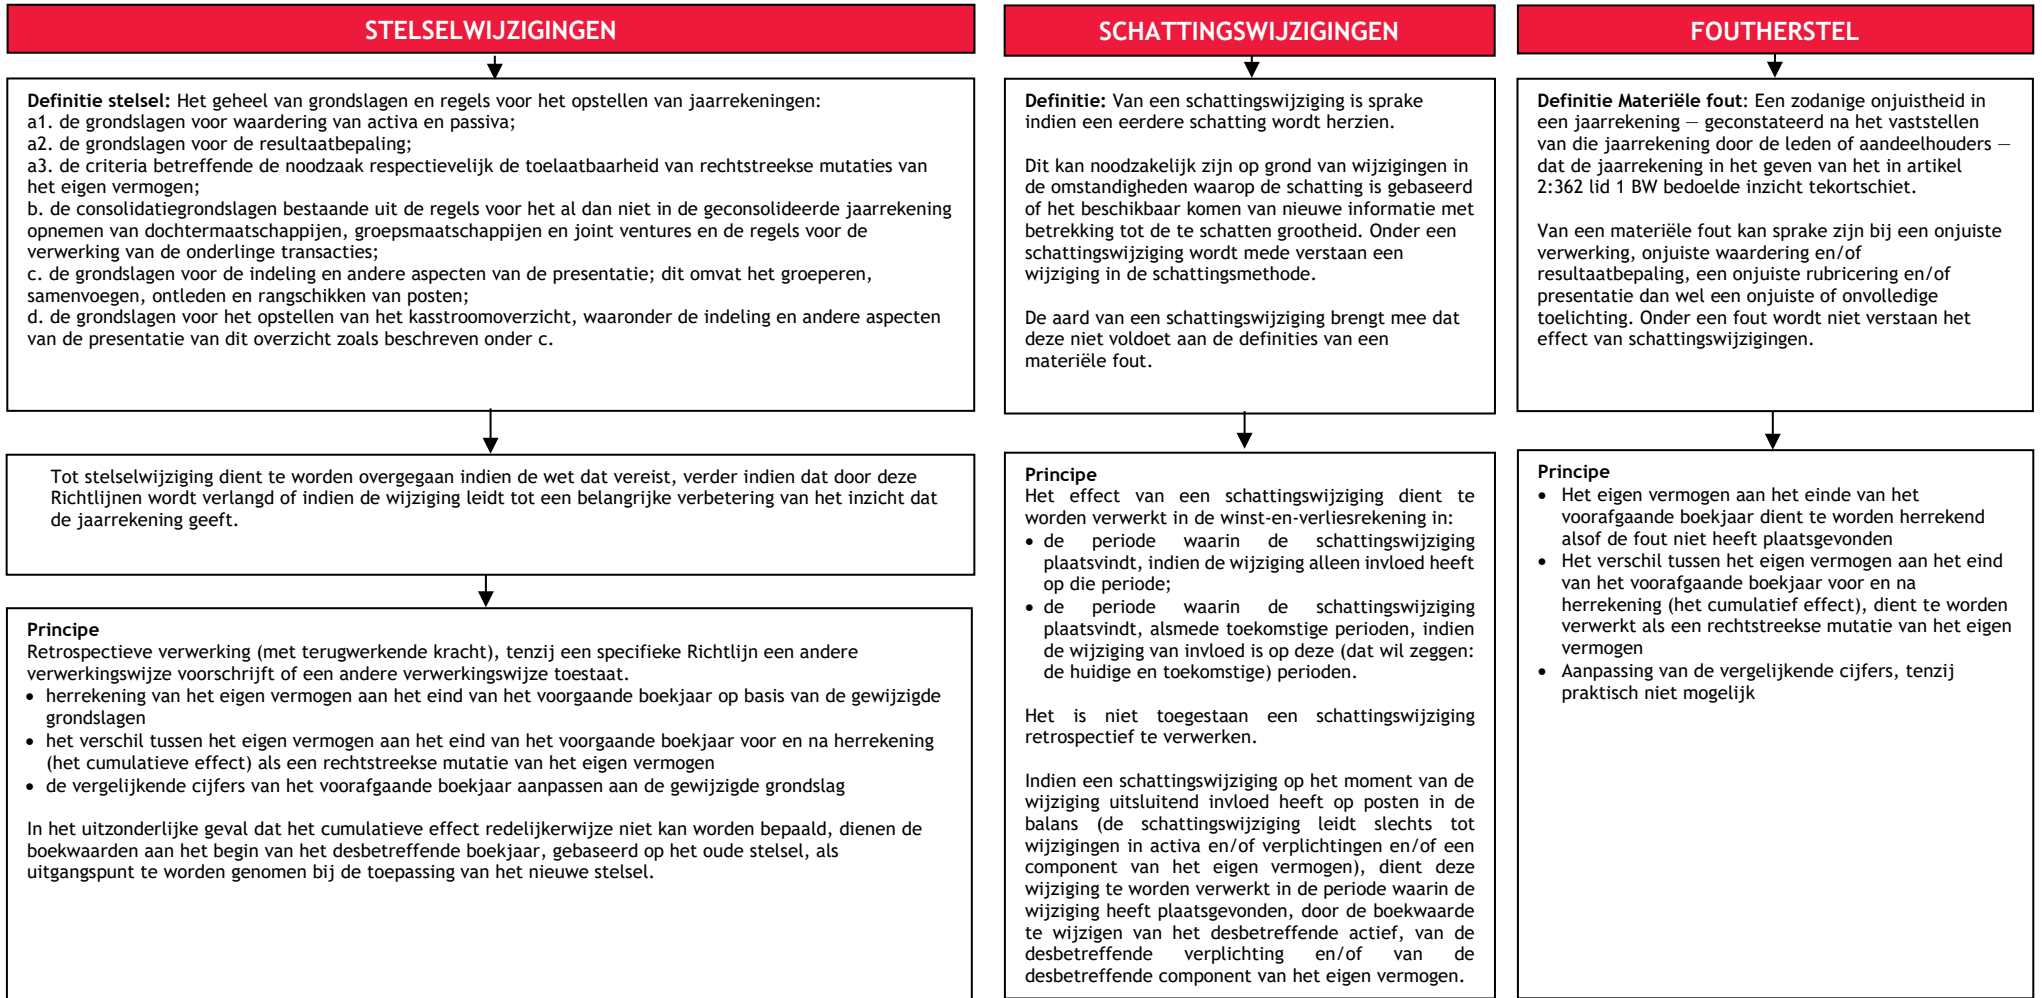 STELSELWIJZIGINGEN
Definitie stelsel: Het geheel van grondslagen en regels voor het opstellen van jaarrekeningen:
a1. de grondslagen voor waardering van activa en passiva;
a2. de grondslagen voor de resultaatbepaling;
a3. de criteria betreffende de noodzaak respectievelijk de toelaatbaarheid van rechtstreekse mutaties van
het eigen vermogen;
b. de consolidatiegrondslagen bestaande uit de regels voor het al dan niet in de geconsolideerde jaarrekening
opnemen van dochtermaatschappijen, groepsmaatschappijen en joint ventures en de regels voor de
verwerking van de onderlinge transacties;
c. de grondslagen voor de indeling en andere aspecten van de presentatie; dit omvat het groeperen,
samenvoegen, ontleden en rangschikken van posten;
d. de grondslagen voor het opstellen van het kasstroomoverzicht, waaronder de indeling en andere aspecten
van de presentatie van dit overzicht zoals beschreven onder c.
Tot stelselwijziging dient te worden overgegaan indien de wet dat vereist, verder indien dat door deze
Richtlijnen wordt verlangd of indien de wijziging leidt tot een belangrijke verbetering van het inzicht dat
de jaarrekening geeft.
Principe
Retrospectieve verwerking (met terugwerkende kracht), tenzij een specifieke Richtlijn een andere
verwerkingswijze voorschrijft of een andere verwerkingswijze toestaat.
• herrekening van het eigen vermogen aan het eind van het voorgaande boekjaar op basis van de gewijzigde
grondslagen
• het verschil tussen het eigen vermogen aan het eind van het voorgaande boekjaar voor en na herrekening
(het cumulatieve effect) als een rechtstreekse mutatie van het eigen vermogen
• de vergelijkende cijfers van het voorafgaande boekjaar aanpassen aan de gewijzigde grondslag
In het uitzonderlijke geval dat het cumulatieve effect redelijkerwijze niet kan worden bepaald, dienen de
boekwaarden aan het begin van het desbetreffende boekjaar, gebaseerd op het oude stelsel, als
uitgangspunt te worden genomen bij de toepassing van het nieuwe stelsel.
SCHATTINGSWIJZIGINGEN
Definitie: Van een schattingswijziging is sprake
indien een eerdere schatting wordt herzien.
Dit kan noodzakelijk zijn op grond van wijzigingen in
de omstandigheden waarop de schatting is gebaseerd
of het beschikbaar komen van nieuwe informatie met
betrekking tot de te schatten grootheid. Onder een
schattingswijziging wordt mede verstaan een
wijziging in de schattingsmethode.
De aard van een schattingswijziging brengt mee dat
deze niet voldoet aan de definities van een
materiële fout.
Principe
Het effect van een schattingswijziging dient te
worden verwerkt in de winst-en-verliesrekening in:
• de periode waarin de schattingswijziging
plaatsvindt, indien de wijziging alleen invloed heeft
op die periode;
• de periode waarin de schattingswijziging
plaatsvindt, alsmede toekomstige perioden, indien
de wijziging van invloed is op deze (dat wil zeggen:
de huidige en toekomstige) perioden.
Het is niet toegestaan een schattingswijziging
retrospectief te verwerken.
Indien een schattingswijziging op het moment van de
wijziging uitsluitend invloed heeft op posten in de
balans (de schattingswijziging leidt slechts tot
wijzigingen in activa en/of verplichtingen en/of een
component van het eigen vermogen), dient deze
wijziging te worden verwerkt in de periode waarin de
wijziging heeft plaatsgevonden, door de boekwaarde
te wijzigen van het desbetreffende actief, van de
desbetreffende verplichting en/of van de
desbetreffende component van het eigen vermogen.
FOUTHERSTEL
Definitie Materiële fout: Een zodanige onjuistheid in
een jaarrekening — geconstateerd na het vaststellen
van die jaarrekening door de leden of aandeelhouders —
dat de jaarrekening in het geven van het in artikel
2:362 lid 1 BW bedoelde inzicht tekortschiet.
Van een materiële fout kan sprake zijn bij een onjuiste
verwerking, onjuiste waardering en/of
resultaatbepaling, een onjuiste rubricering en/of
presentatie dan wel een onjuiste of onvolledige
toelichting. Onder een fout wordt niet verstaan het
effect van schattingswijzigingen.
Principe
• Het eigen vermogen aan het einde van het
voorafgaande boekjaar dient te worden herrekend
alsof de fout niet heeft plaatsgevonden
• Het verschil tussen het eigen vermogen aan het eind
van het voorafgaande boekjaar voor en na
herrekening (het cumulatief effect), dient te worden
verwerkt als een rechtstreekse mutatie van het eigen
vermogen
• Aanpassing van de vergelijkende cijfers, tenzij
praktisch niet mogelijk